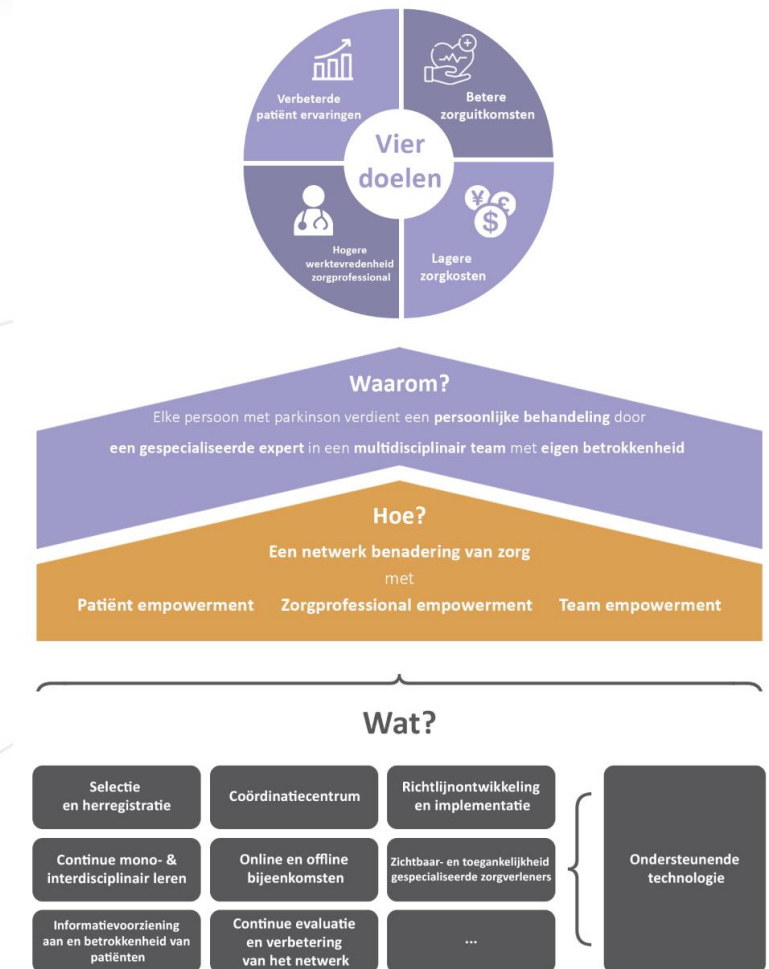 Verbeterde
patiënt ervaringen
Betere
zorguitkomsten
Vier
doelen
Hogere
werktevredenheid
zorgprofessional
Lagere
zorgkosten
¥ £
$
Waarom?
Elke persoon met parkinson verdient een persoonlijke behandeling door
een gespecialiseerde expert in een multidisciplinair team met eigen betrokkenheid
Hoe?
Een netwerk benadering van zorg
met
Patiënt empowerment Zorgprofessional empowerment Team empowerment
Wat?
Selectie
en herregistratie
Coördinatiecentrum
Richtlijnontwikkeling
en implementatie
Continue mono- &
interdisciplinair leren
Online en offline
bijeenkomsten
Zichtbaar- en toegankelijkheid
gespecialiseerde zorgverleners
Informatievoorziening
aan en betrokkenheid van
patiënten
Continue evaluatie
en verbetering
van het netwerk
...
Ondersteunende
technologie